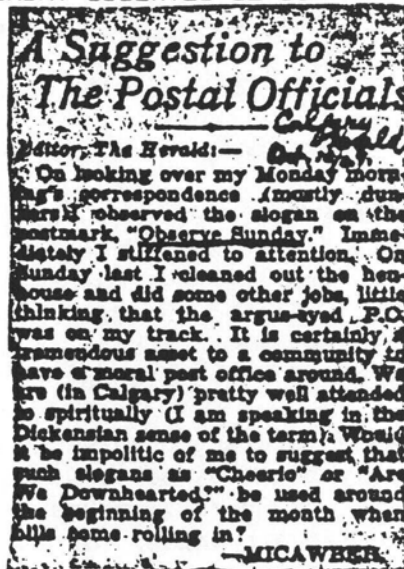 A Suggestion to
The Postal Officials
Calgary
Herald
Editor, The Herald:—
On looking over my Monday morn-
ing's correspondence (mostly dun-
ners) I observed the slogan on the
postmark, "Observe Sunday." Imme-
diately I stiffened to attention. On
Sunday last I cleaned out the hen-
house and did some other jobs, little
thinking that the argus-eyed P.O.
was on my track. It is certainly a
tremendous asset to a community to
have a moral post office around. We
are (in Calgary) pretty well attended
to spiritually (I am speaking in the
Dickensian sense of the term). Would
it be impolitic of me to suggest that
such slogans as "Cheerio" or "Are
We Downhearted?" be used around
the beginning of the month when
bills come rolling in?
—MICAWBER.